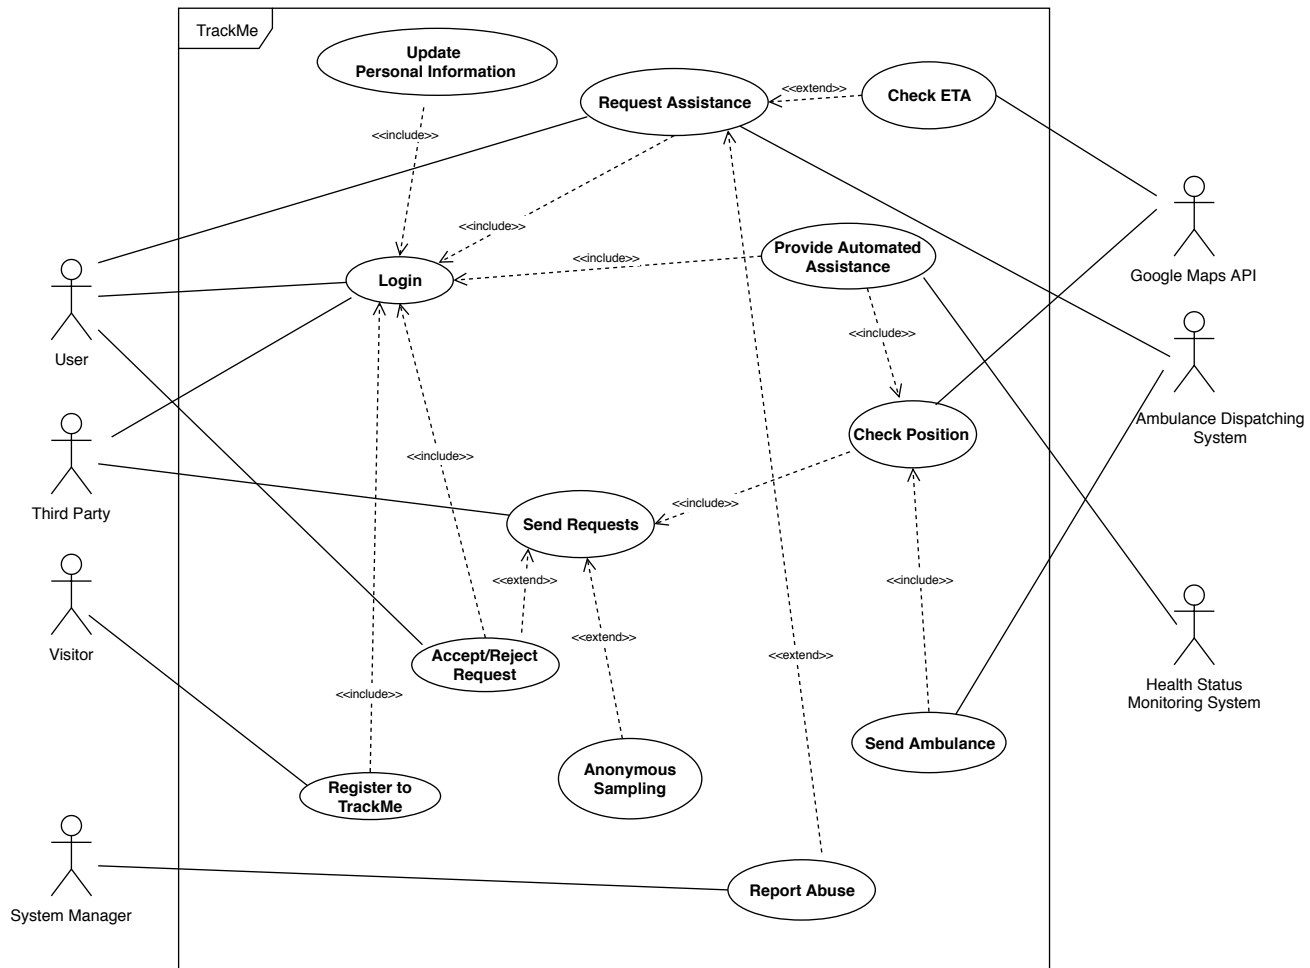 TrackMe
Update
Personal Information
Request Assistance
<<extend>>
Check ETA
<<include>>
<<include>>
<<include>>
Provide Automated
Assistance
Google Maps API
Login
User
<<include>>
Ambulance Dispatching
System
Check Position
<<include>>
Third Party
<<include>>
Send Requests
<<extend>>
<<include>>
<<extend>>
Visitor
Accept/Reject
Request
<<extend>>
<<include>>
Health Status
Monitoring System
Send Ambulance
Anonymous
Sampling
Register to
TrackMe
Report Abuse
System Manager